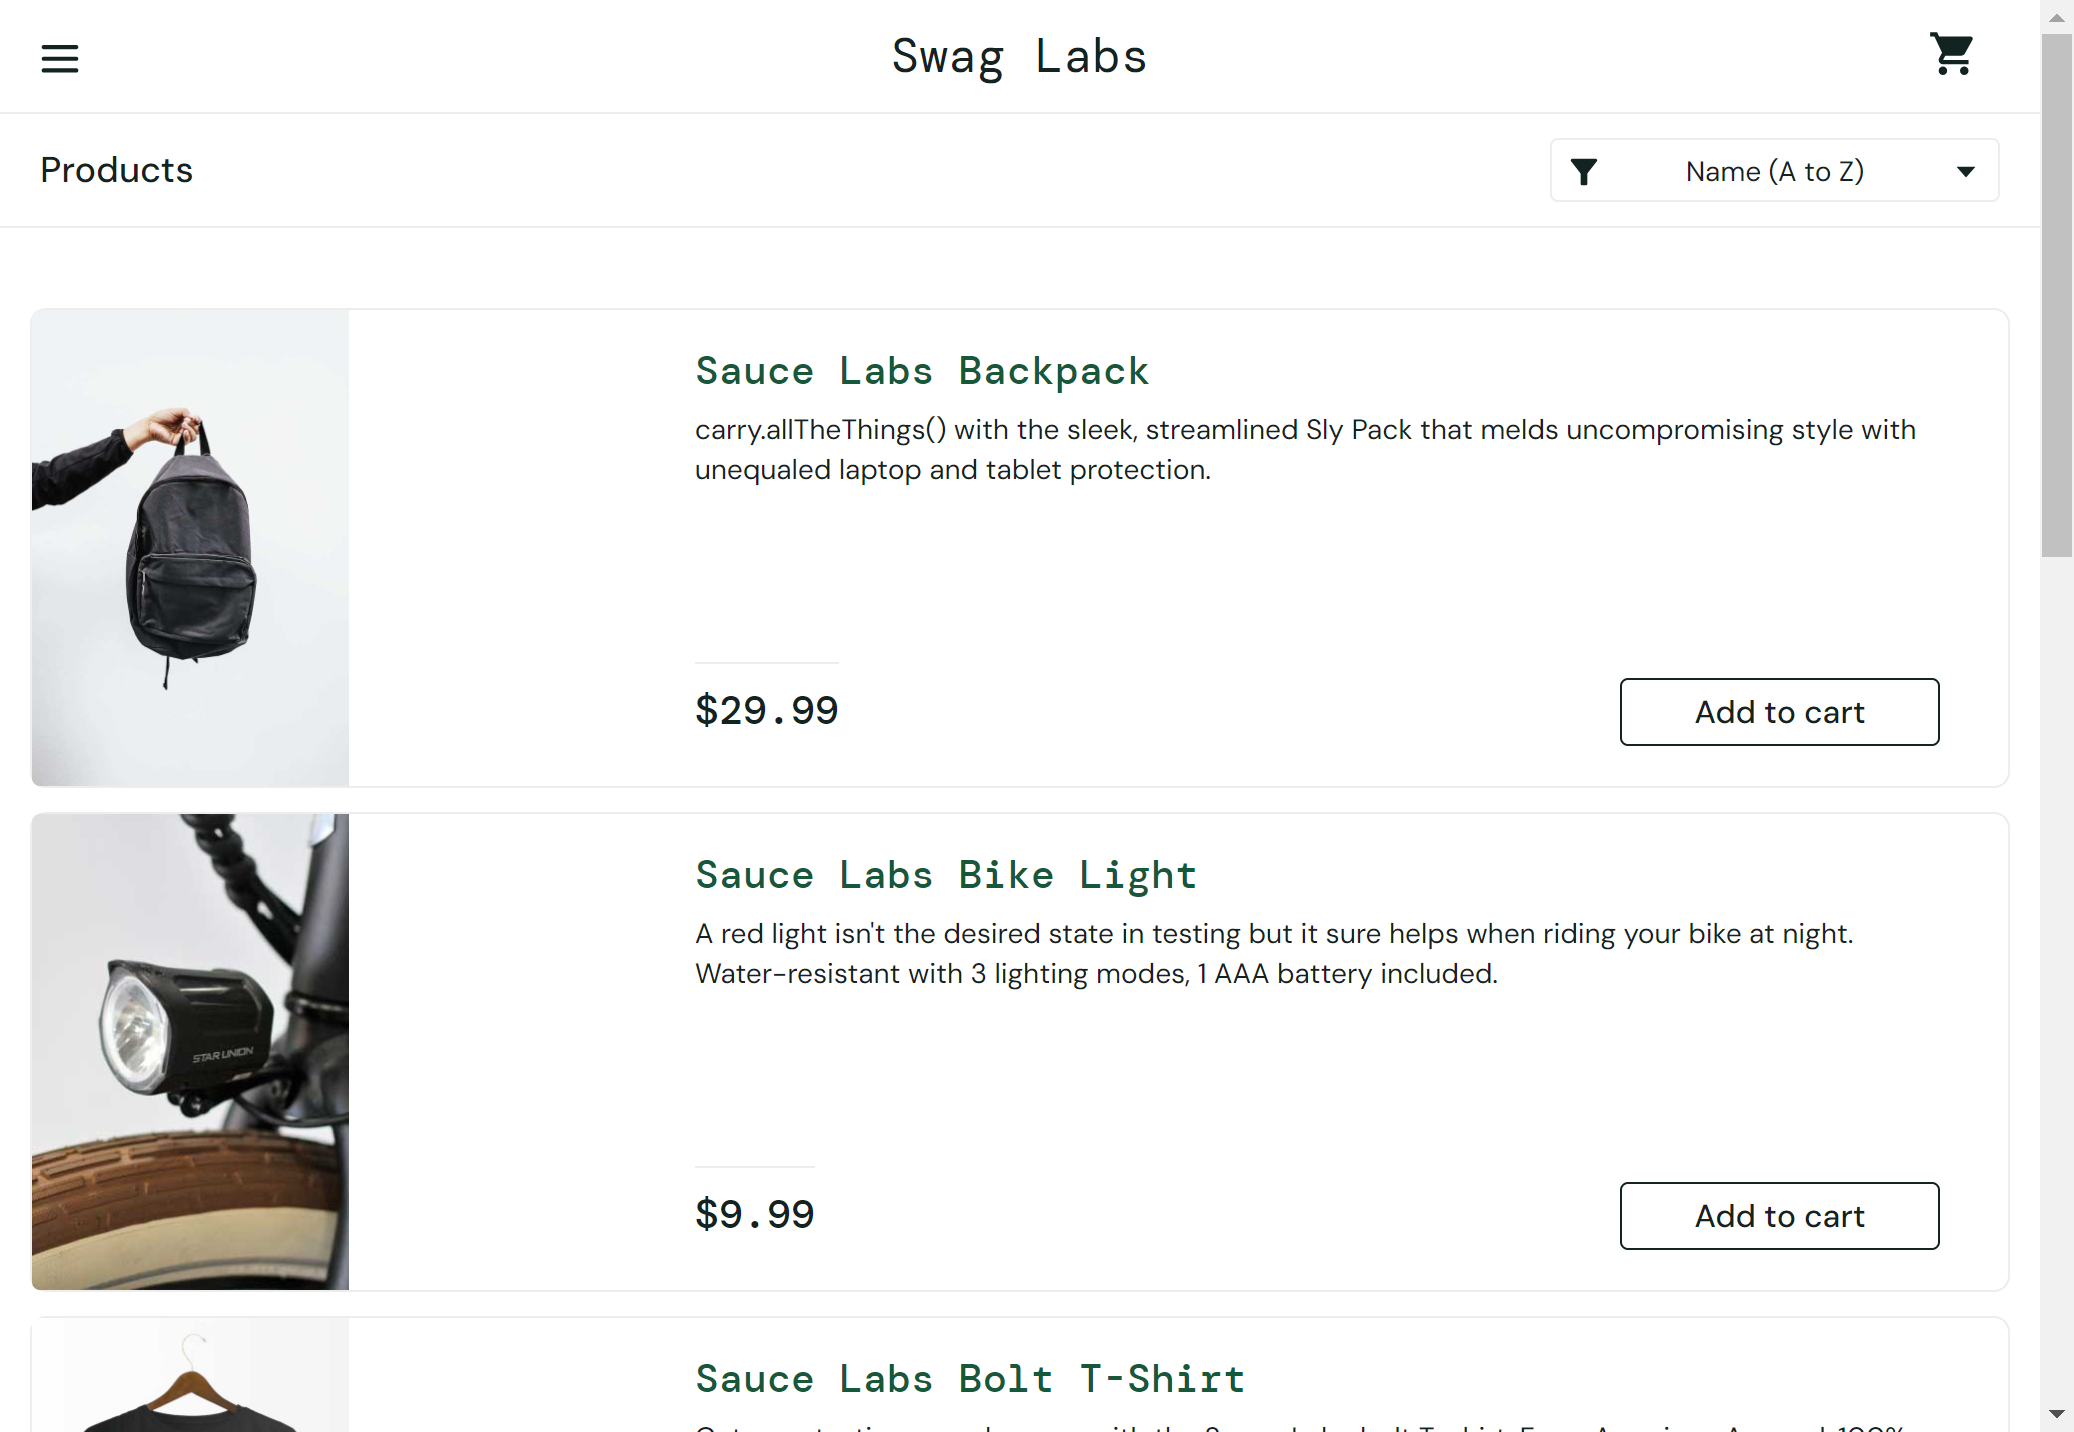 Swag Labs
Products
Name (A to Z)
Sauce Labs Backpack
carry.allTheThings() with the sleek, streamlined Sly Pack that melds uncompromising style with
unequaled laptop and tablet protection.
$29.99
Add to cart
Sauce Labs Bike Light
A red light isn't the desired state in testing but it sure helps when riding your bike at night.
Water-resistant with 3 lighting modes, 1 AAA battery included.
STAR UNION
$9.99
Add to cart
Sauce Labs Bolt T-Shirt